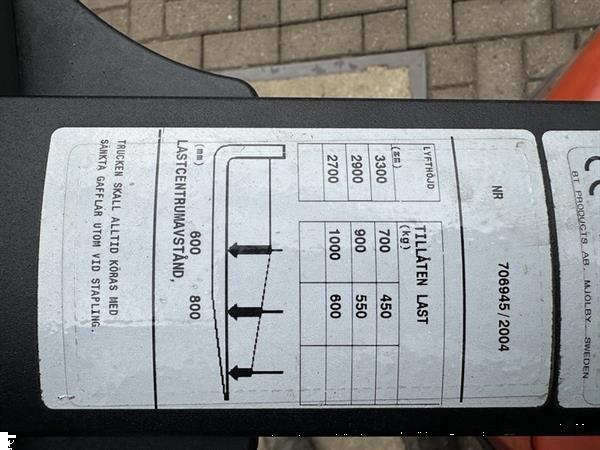 BT PRODUCTS AB. MJÖLBY. SWEDEN
NR 706945/2004
LYFTHÖJD TILLÅTEN LAST
(mm) (kg)
3300 700 450
2900 900 550
2700 1000 600
(mm) 600 800
LASTCENTRUMAVSTÅND,
TRUCKEN SKALL ALLTID KÖRAS MED
SÄNKTA GAFFLAR UTOM VID STAPLING.